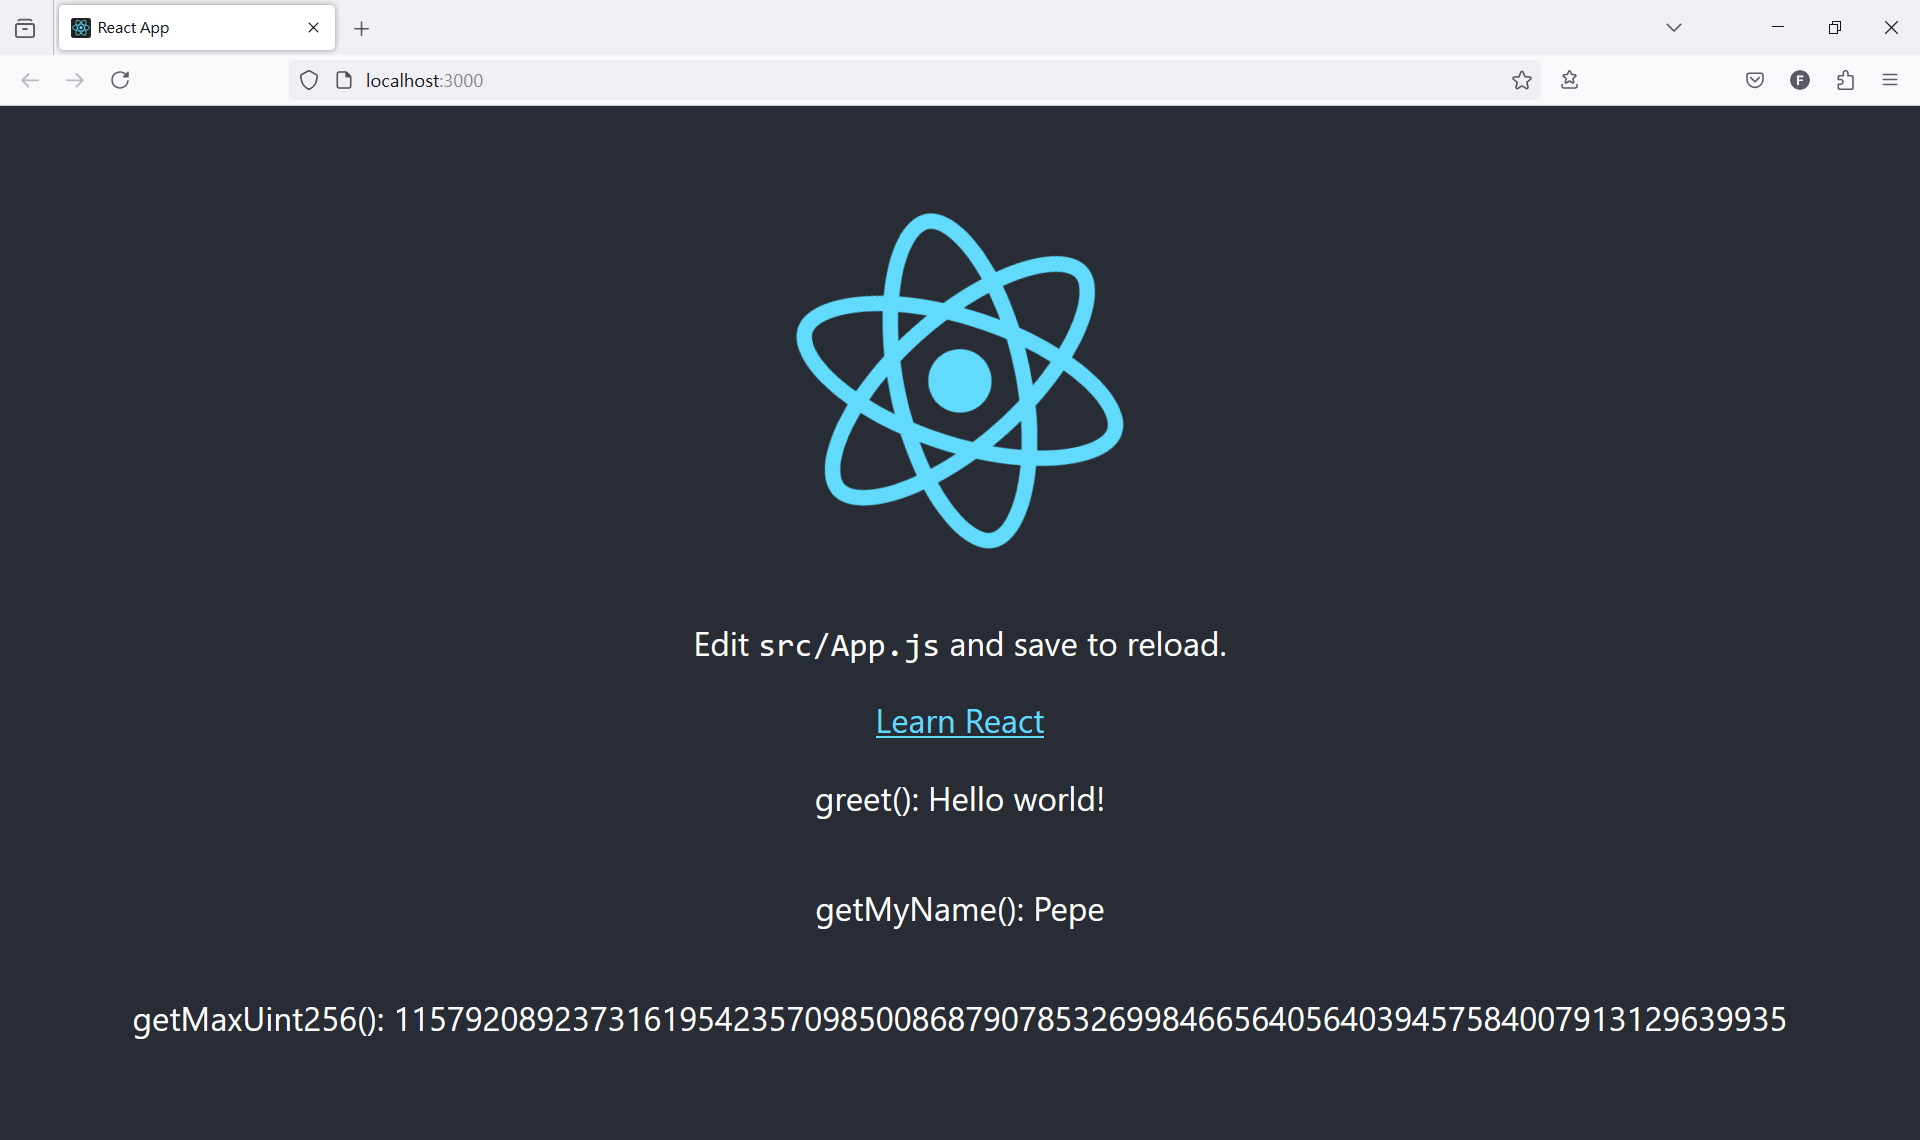 React App
localhost:3000
F
Edit src/App.js and save to reload.
Learn React
greet(): Hello world!
getMyName(): Pepe
getMaxUint256(): 115792089237316195423570985008687907853269984665640564039457584007913129639935